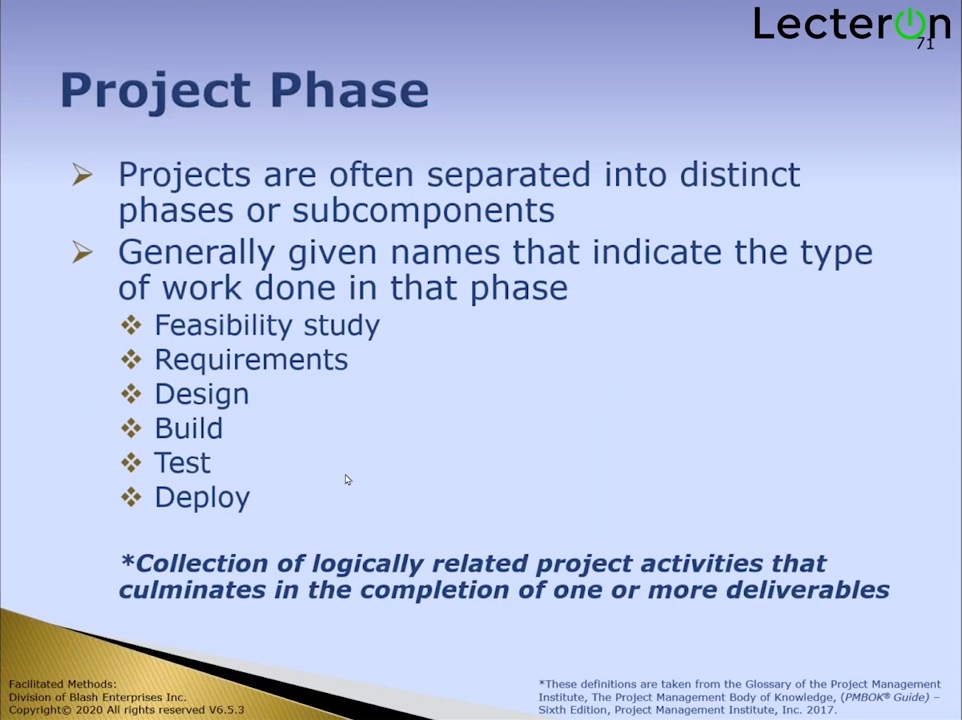 Lecteron
71
Project Phase
Projects are often separated into distinct
phases or subcomponents
Generally given names that indicate the type
of work done in that phase
Feasibility study
Requirements
Design
Build
Test
Deploy
*Collection of logically related project activities that
culminates in the completion of one or more deliverables
Facilitated Methods:
Division of Blash Enterprises Inc.
Copyright© 2020 All rights reserved V6.5.3
*These definitions are taken from the Glossary of the Project Management
Institute, The Project Management Body of Knowledge, (PMBOK® Guide) –
Sixth Edition, Project Management Institute, Inc. 2017.